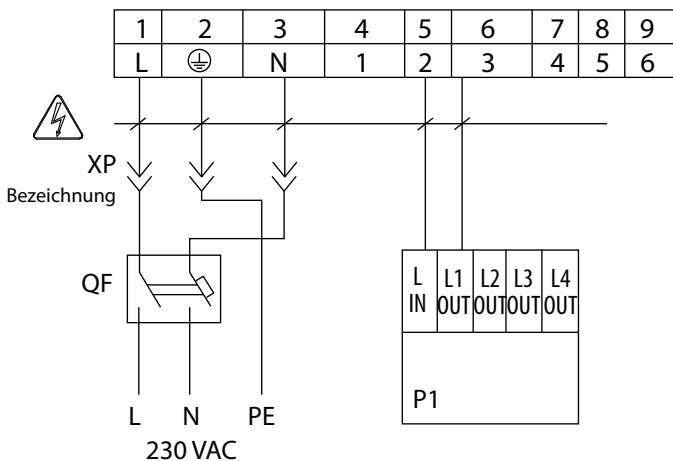 1 2 3 4 5 6 7 8 9
L N 1 2 3 4 5 6
XP
Bezeichnung
QF
L IN L1 OUT L2 OUT L3 OUT L4 OUT
P1
L N PE
230 VAC